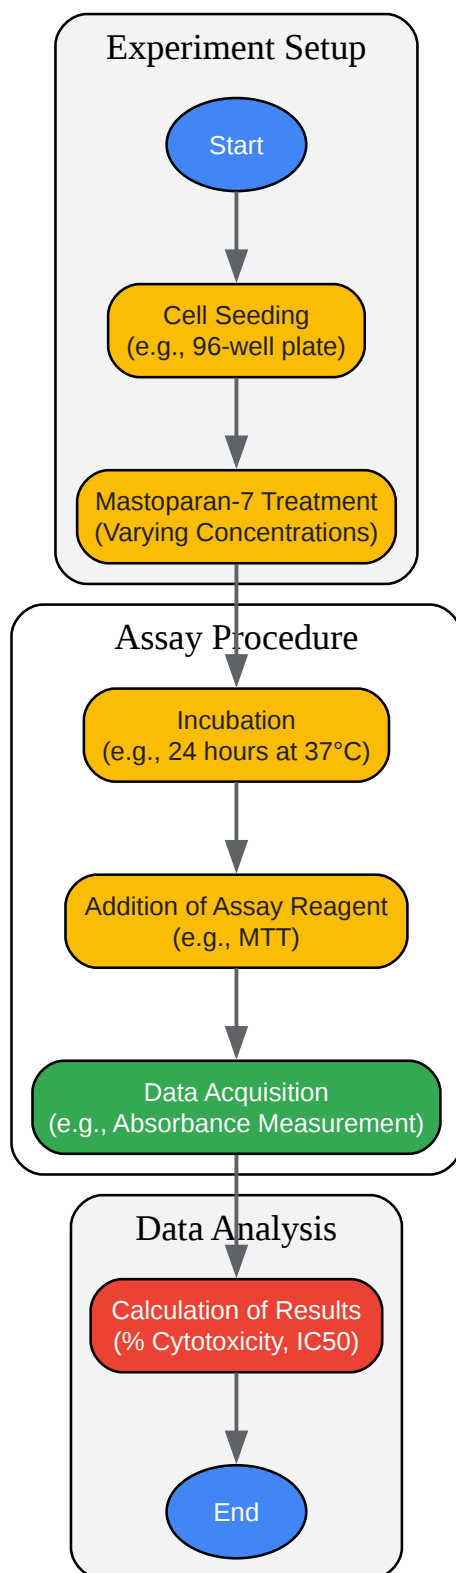 Experiment Setup
Start
Cell Seeding
(e.g., 96-well plate)
Mastoparan-7 Treatment
(Varying Concentrations)
Assay Procedure
Incubation
(e.g., 24 hours at 37°C)
Addition of Assay Reagent
(e.g., MTT)
Data Acquisition
(e.g., Absorbance Measurement)
Data Analysis
Calculation of Results
(% Cytotoxicity, IC50)
End